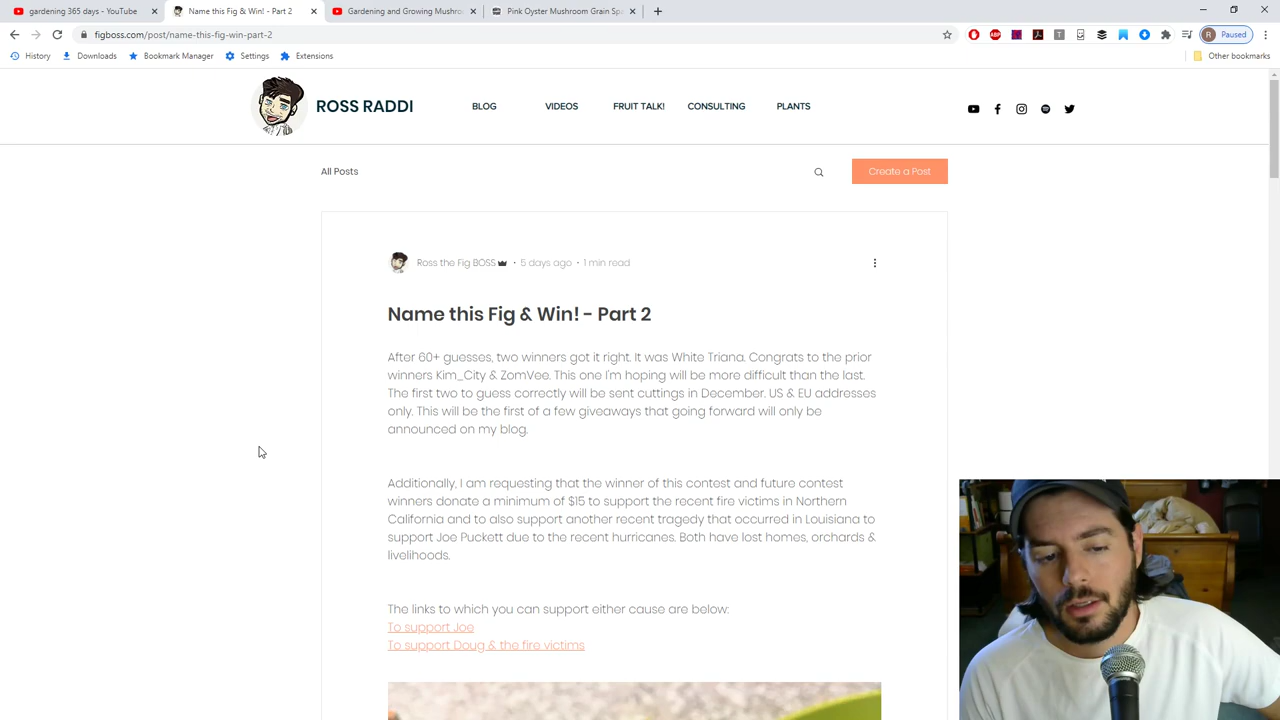 gardening 365 days - YouTube
Name this Fig & Win! - Part 2
Gardening and Growing Mushro
Pink Oyster Mushroom Grain Sp
figboss.com/post/name-this-fig-win-part-2
R Paused
History Downloads Bookmark Manager Settings Extensions Other bookmarks
ROSS RADDI
BLOG VIDEOS FRUIT TALK! CONSULTING PLANTS
All Posts
Create a Post
Ross the Fig BOSS · 5 days ago · 1 min read
Name this Fig & Win! - Part 2
After 60+ guesses, two winners got it right. It was White Triana. Congrats to the prior
winners Kim_City & ZomVee. This one I'm hoping will be more difficult than the last.
The first two to guess correctly will be sent cuttings in December. US & EU addresses
only. This will be the first of a few giveaways that going forward will only be
announced on my blog.
Additionally, I am requesting that the winner of this contest and future contest
winners donate a minimum of $15 to support the recent fire victims in Northern
California and to also support another recent tragedy that occurred in Louisiana to
support Joe Puckett due to the recent hurricanes. Both have lost homes, orchards &
livelihoods.
The links to which you can support either cause are below:
To support Joe
To support Doug & the fire victims